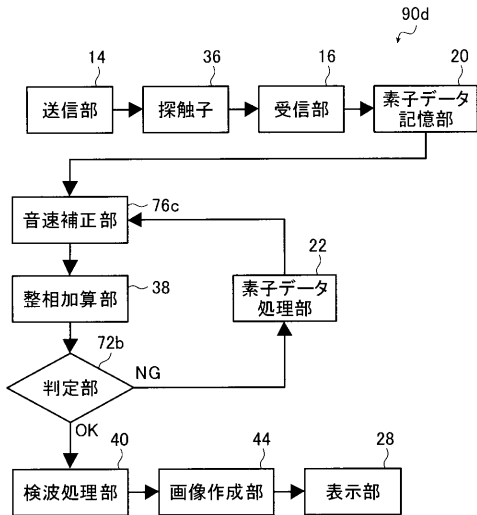 90d
14
36
16
20
送信部
探触子
受信部
素子データ
記憶部
音速補正部
76c
22
整相加算部
38
素子データ
処理部
72b
判定部
NG
OK
40
44
28
検波処理部
画像作成部
表示部